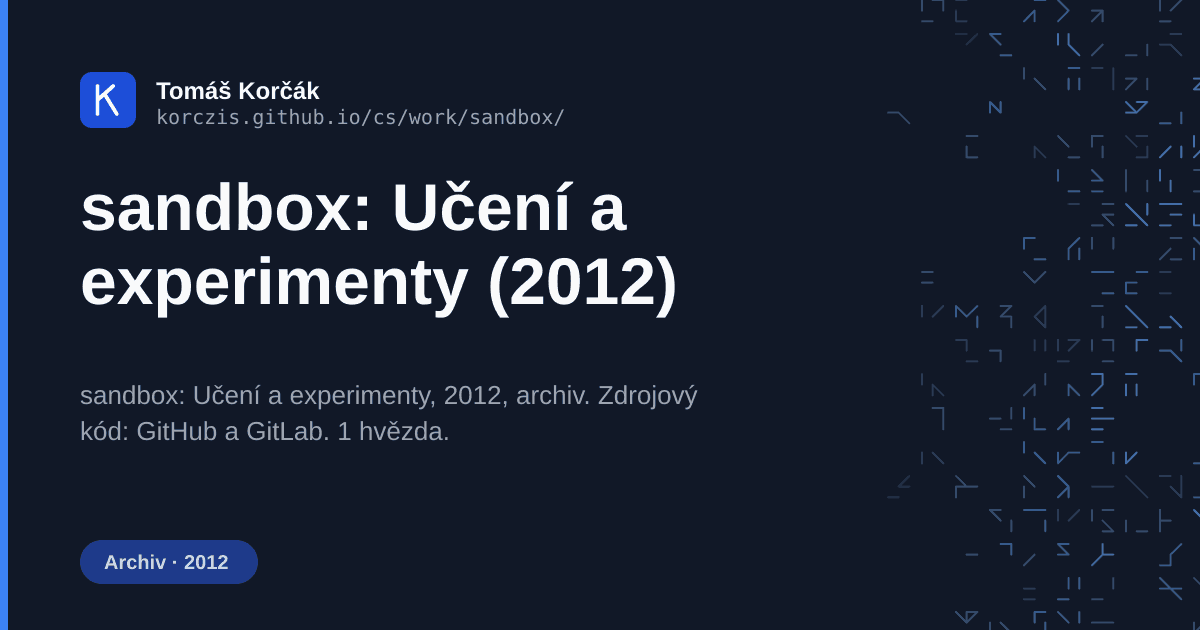 K
Tomáš Korčák
korczis.github.io/cs/work/sandbox/
sandbox: Učení a
experimenty (2012)
sandbox: Učení a experimenty, 2012, archiv. Zdrojový
kód: GitHub a GitLab. 1 hvězda.
Archiv · 2012